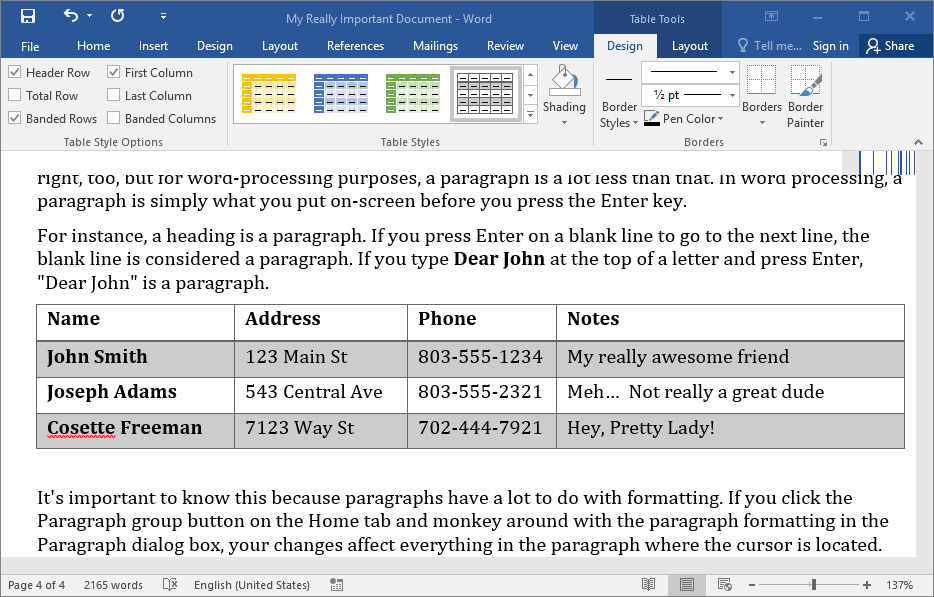 My Really Important Document - Word
Table Tools
File Home Insert Design Layout References Mailings Review View Design Layout Tell me... Sign in Share
Header Row First Column
Total Row Last Column
Banded Rows Banded Columns
Table Style Options
Table Styles
Shading
Border Styles
½ pt
Pen Color
Borders
Border Painter
Borders
right, too, but for word-processing purposes, a paragraph is a lot less than that. In word processing, a
paragraph is simply what you put on-screen before you press the Enter key.
For instance, a heading is a paragraph. If you press Enter on a blank line to go to the next line, the
blank line is considered a paragraph. If you type Dear John at the top of a letter and press Enter,
"Dear John" is a paragraph.
Name Address Phone Notes
John Smith 123 Main St 803-555-1234 My really awesome friend
Joseph Adams 543 Central Ave 803-555-2321 Meh... Not really a great dude
Cosette Freeman 7123 Way St 702-444-7921 Hey, Pretty Lady!
It's important to know this because paragraphs have a lot to do with formatting. If you click the
Paragraph group button on the Home tab and monkey around with the paragraph formatting in the
Paragraph dialog box, your changes affect everything in the paragraph where the cursor is located.
Page 4 of 4 2165 words English (United States) 137%